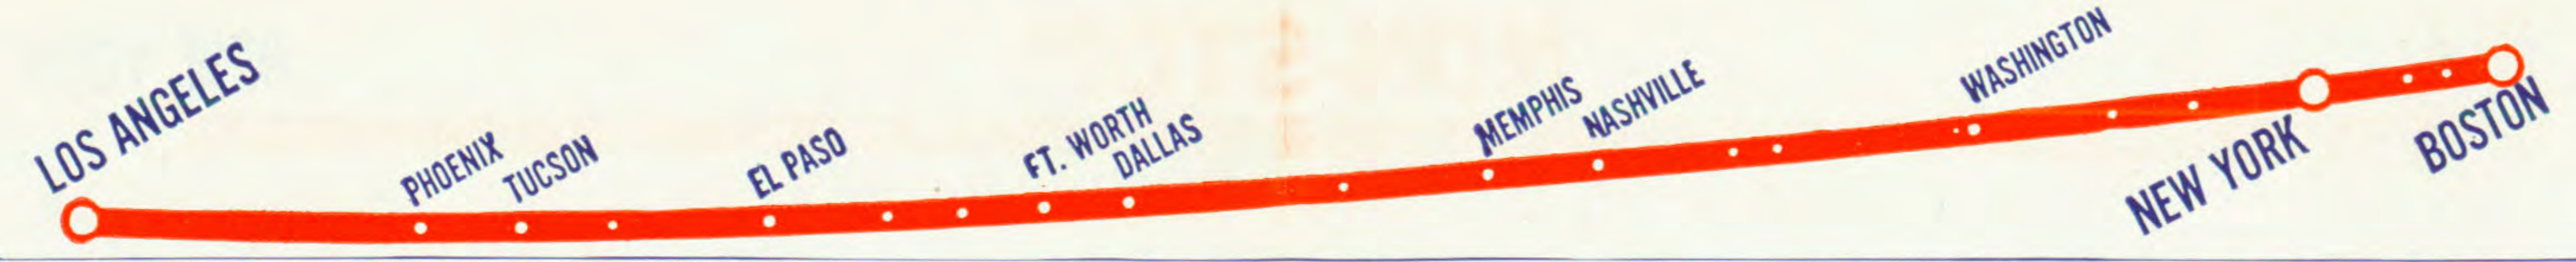 LOS ANGELES
PHOENIX
TUCSON
EL PASO
FT. WORTH
DALLAS
MEMPHIS
NASHVILLE
WASHINGTON
NEW YORK
BOSTON